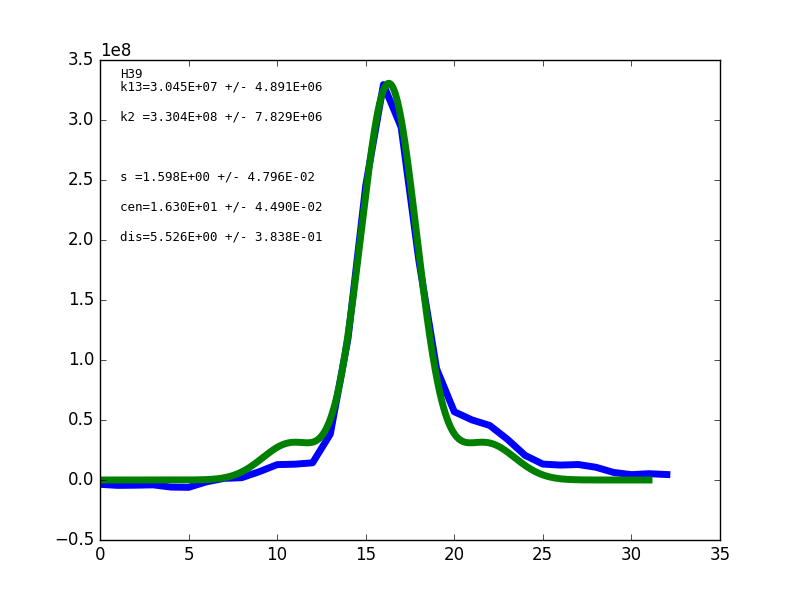 1e8
3.5
H39
k13=3.045E+07 +/- 4.891E+06
3.0
k2 =3.304E+08 +/- 7.829E+06
2.5
s =1.598E+00 +/- 4.796E-02
cen=1.630E+01 +/- 4.490E-02
2.0
dis=5.526E+00 +/- 3.838E-01
1.5
1.0
0.5
0.0
−0.5
0 5 10 15 20 25 30 35